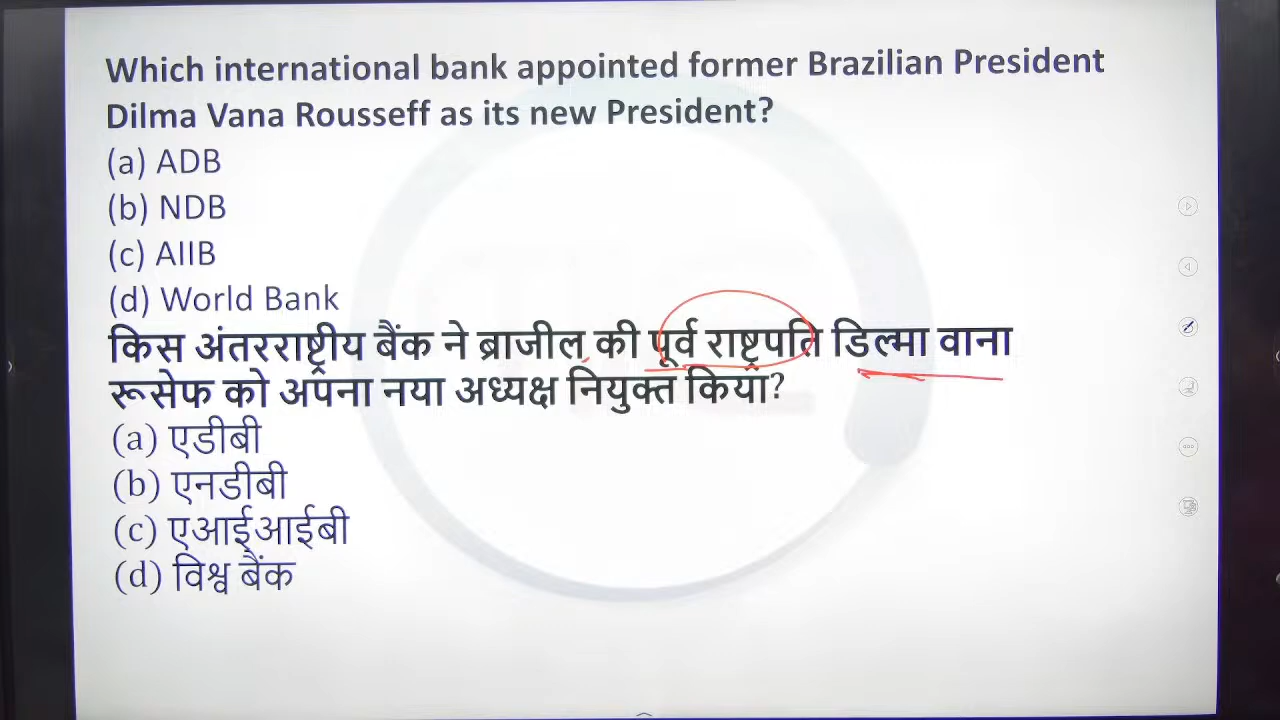 Which international bank appointed former Brazilian President
Dilma Vana Rousseff as its new President?
(a) ADB
(b) NDB
(c) AIIB
(d) World Bank
किस अंतरराष्ट्रीय बैंक ने ब्राजील की पूर्व राष्ट्रपति डिल्मा वाना
रूसेफ को अपना नया अध्यक्ष नियुक्त किया?
(a) एडीबी
(b) एनडीबी
(c) एआईआईबी
(d) विश्व बैंक